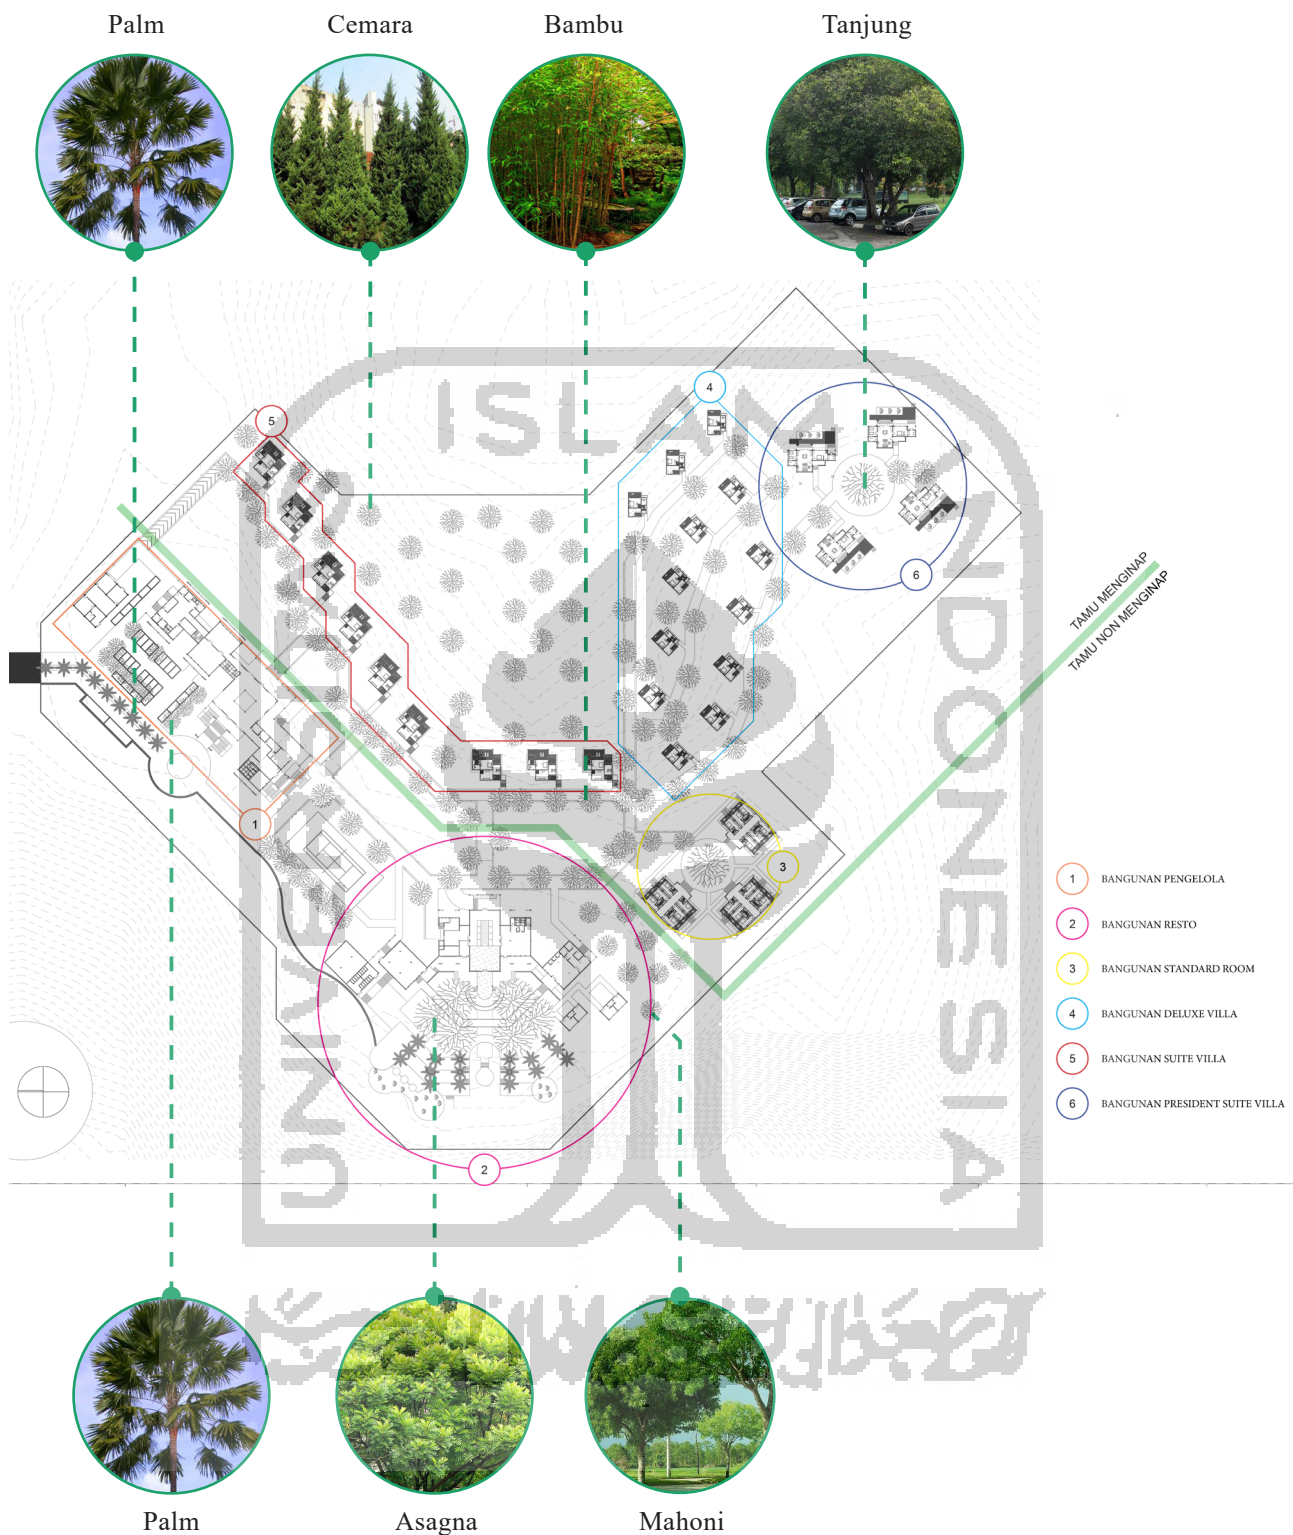 Palm
Cemara
Bambu
Tanjung
ISLAM
INDONESIA
4
5
6
TAMU MENGINAP
TAMU NON MENGINAP
1
3
2
1 BANGUNAN PENGELOLA
2 BANGUNAN RESTO
3 BANGUNAN STANDARD ROOM
4 BANGUNAN DELUXE VILLA
5 BANGUNAN SUITE VILLA
6 BANGUNAN PRESIDENT SUITE VILLA
UNIVERSITAS
Palm
Asagna
Mahoni